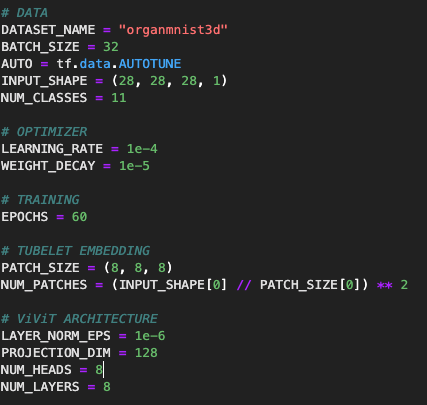 # DATA
DATASET_NAME = "organmnist3d"
BATCH_SIZE = 32
AUTO = tf.data.AUTOTUNE
INPUT_SHAPE = (28, 28, 28, 1)
NUM_CLASSES = 11
# OPTIMIZER
LEARNING_RATE = 1e-4
WEIGHT_DECAY = 1e-5
# TRAINING
EPOCHS = 60
# TUBELET EMBEDDING
PATCH_SIZE = (8, 8, 8)
NUM_PATCHES = (INPUT_SHAPE[0] // PATCH_SIZE[0]) ** 2
# ViViT ARCHITECTURE
LAYER_NORM_EPS = 1e-6
PROJECTION_DIM = 128
NUM_HEADS = 8
NUM_LAYERS = 8